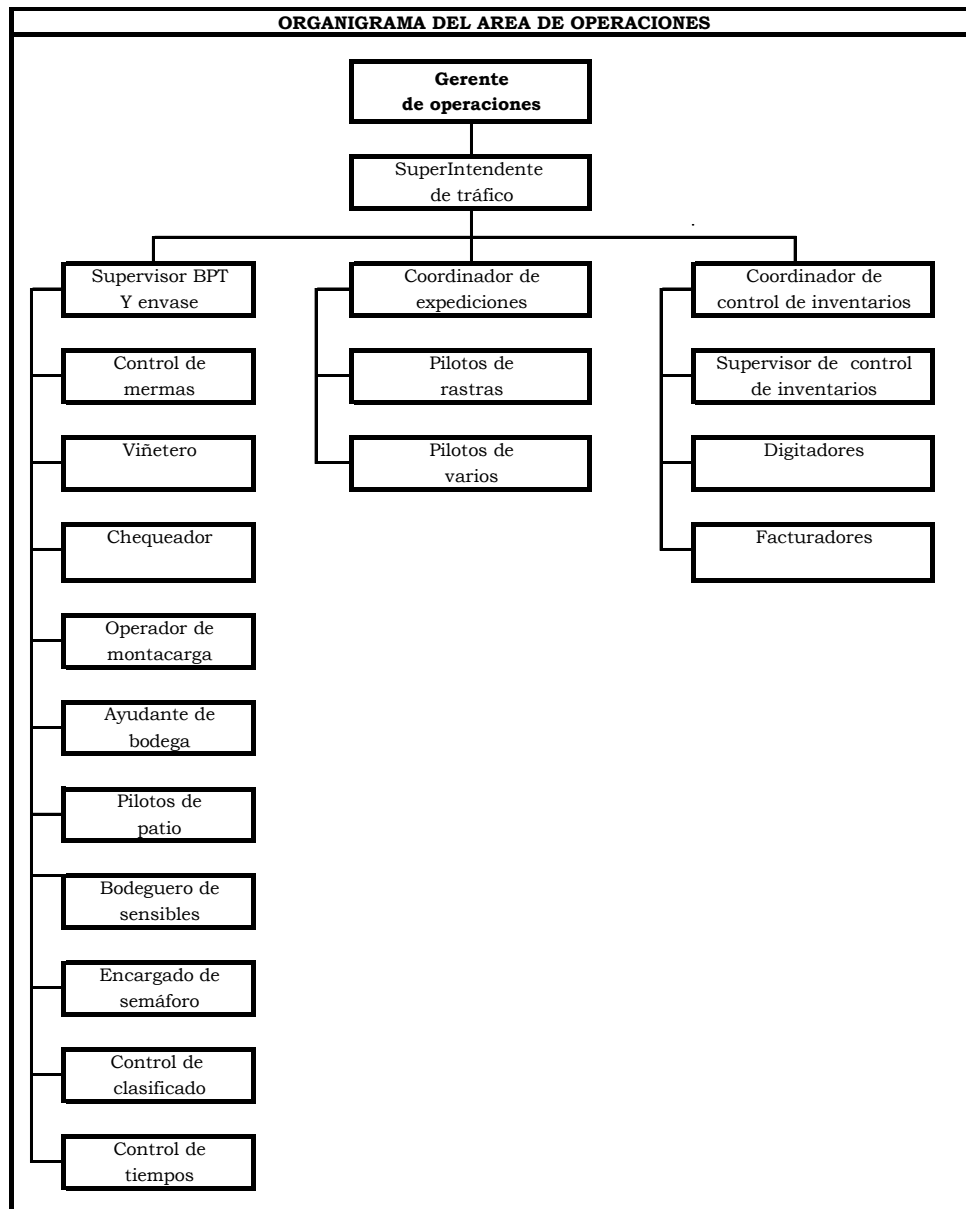 ORGANIGRAMA DEL AREA DE OPERACIONES
Gerente
de operaciones
SuperIntendente
de tráfico
Supervisor BPT
Y envase
Control de
mermas
Viñetero
Chequeador
Operador de
montacarga
Ayudante de
bodega
Pilotos de
patio
Bodeguero de
sensibles
Encargado de
semáforo
Control de
clasificado
Control de
tiempos
Coordinador de
expediciones
Pilotos de
rastras
Pilotos de
varios
Coordinador de
control de inventarios
Supervisor de control
de inventarios
Digitadores
Facturadores